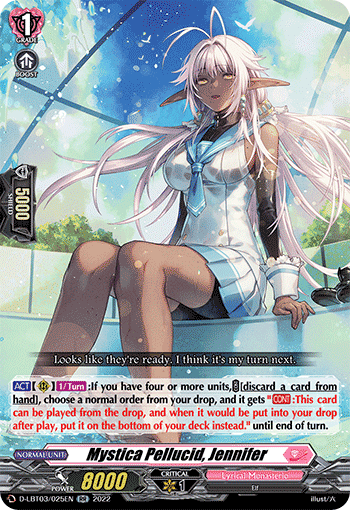 1
GRADE
BOOST
5000
SHIELD
Looks like they're ready. I think it's my turn next.
ACT【 】1/Turn:If you have four or more units, [discard a card from
hand], choose a normal order from your drop, and it gets "CONT:This card
can be played from the drop, and when it would be put into your drop
after play, put it on the bottom of your deck instead." until end of turn.
NORMAL UNIT
Mystica Pellucid, Jennifer
POWER 8000
CRITICAL
1
Lyrical Monasterio
Elf
D-LBT03/025EN RR 2022
illust/A.